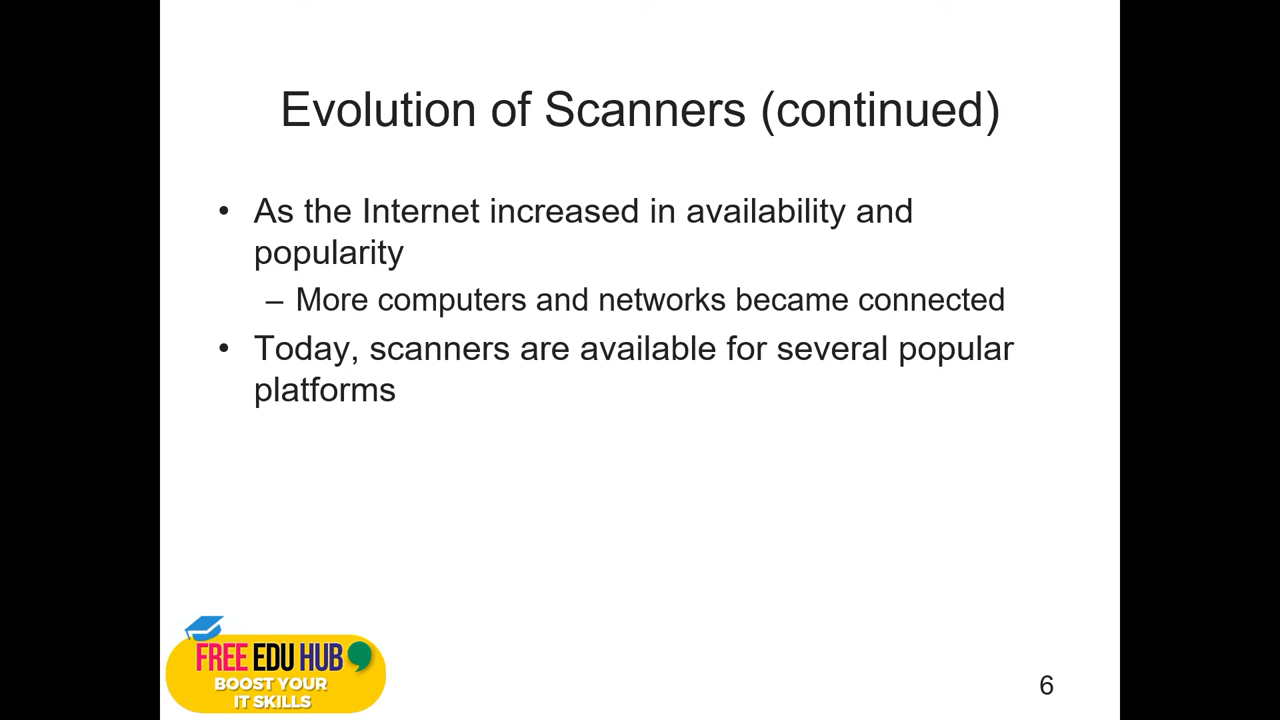 Evolution of Scanners (continued)
• As the Internet increased in availability and
popularity
– More computers and networks became connected
• Today, scanners are available for several popular
platforms
FREE EDU HUB
BOOST YOUR
IT SKILLS
6